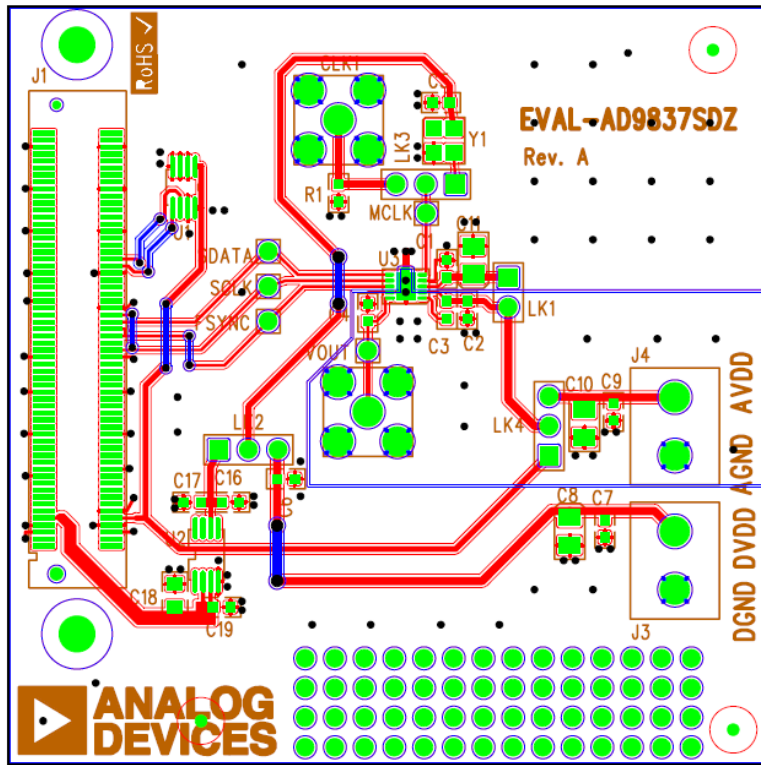 J1
RoHS
CLK1
C5
EVAL-AD9837SDZ
Y1
LK3
Rev. A
R1
MCLK
C11
C1
U3
SDATA
SCLK
FSYNC
LK1
C3
C2
VOUT
J4
C10
C9
AVDD
LK2
LK4
AGND
C17
C16
C6
C8
C7
DVDD
U2
C18
C19
DGND
J3
ANALOG
DEVICES